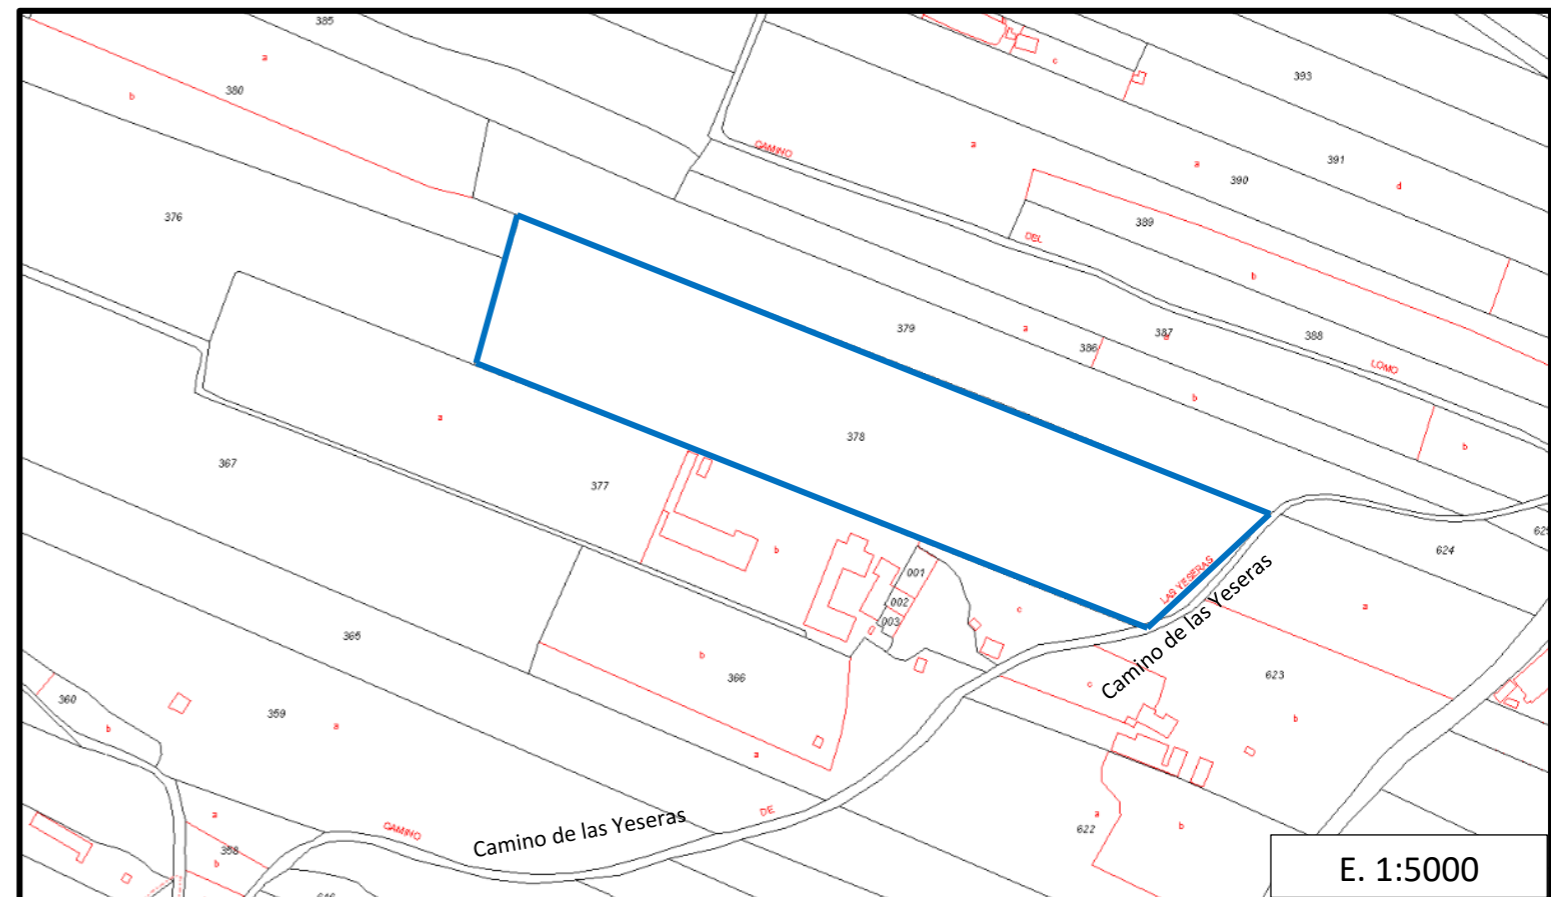 385
a
c
393
380
b
CAMINO
a
391
a
390
d
376
389
DEL
b
379
a
387
a
388
386
LOMO
b
a
378
b
367
377
624
b
LAS YESERAS
001
Camino de las Yeseras
002
c
a
003
365
b
366
623
c
360
359
b
a
b
a
a
DE
Camino de las Yeseras
CAMINO
a
622
b
358
b
E. 1:5000